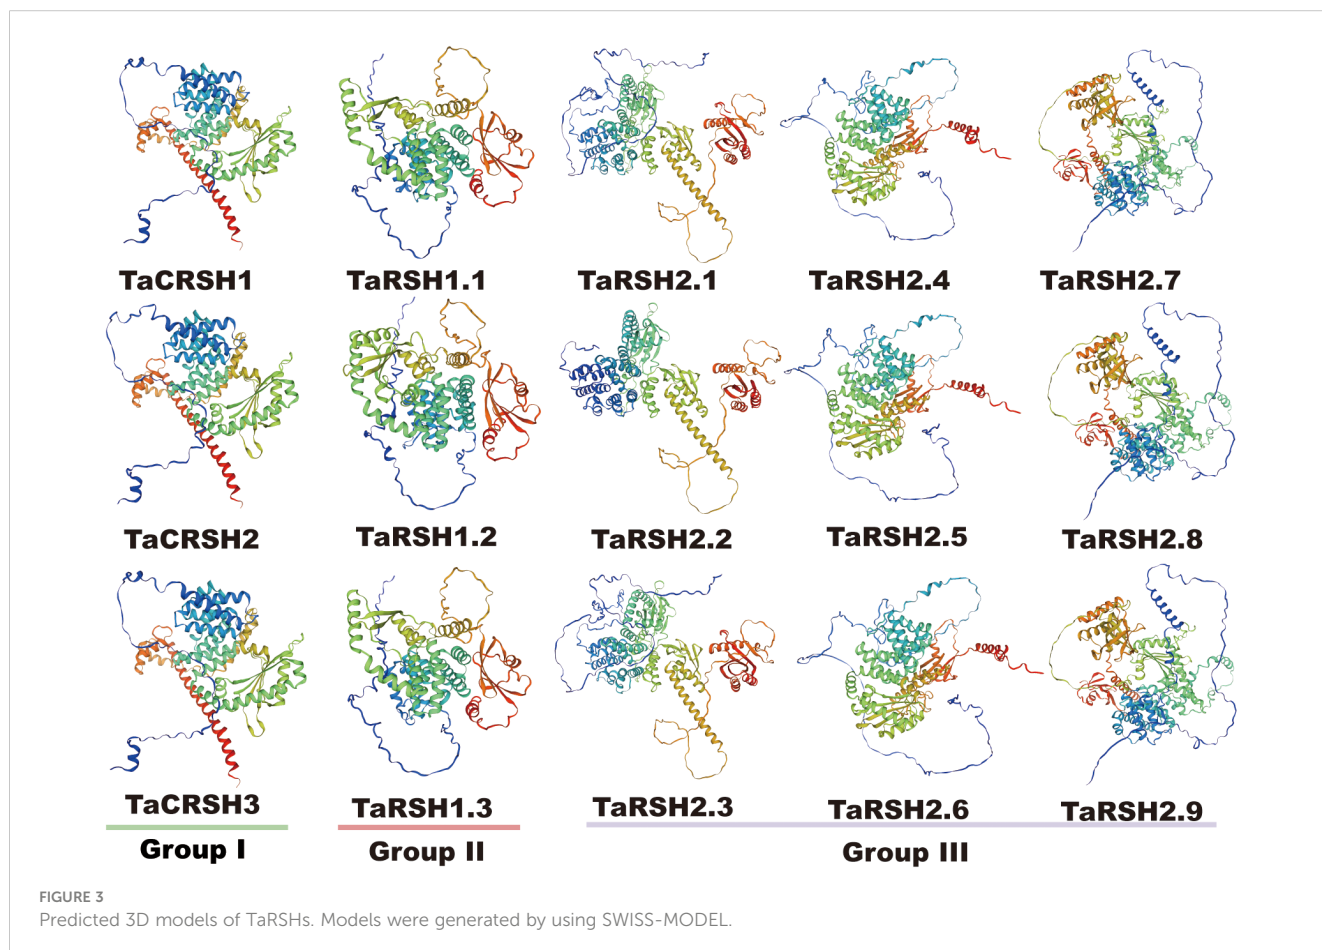 TaCRSH1 TaRSH1.1 TaRSH2.1 TaRSH2.4 TaRSH2.7
TaCRSH2 TaRSH1.2 TaRSH2.2 TaRSH2.5 TaRSH2.8
TaCRSH3 TaRSH1.3 TaRSH2.3 TaRSH2.6 TaRSH2.9
Group I Group II Group III
FIGURE 3
Predicted 3D models of TaRSHs. Models were generated by using SWISS-MODEL.